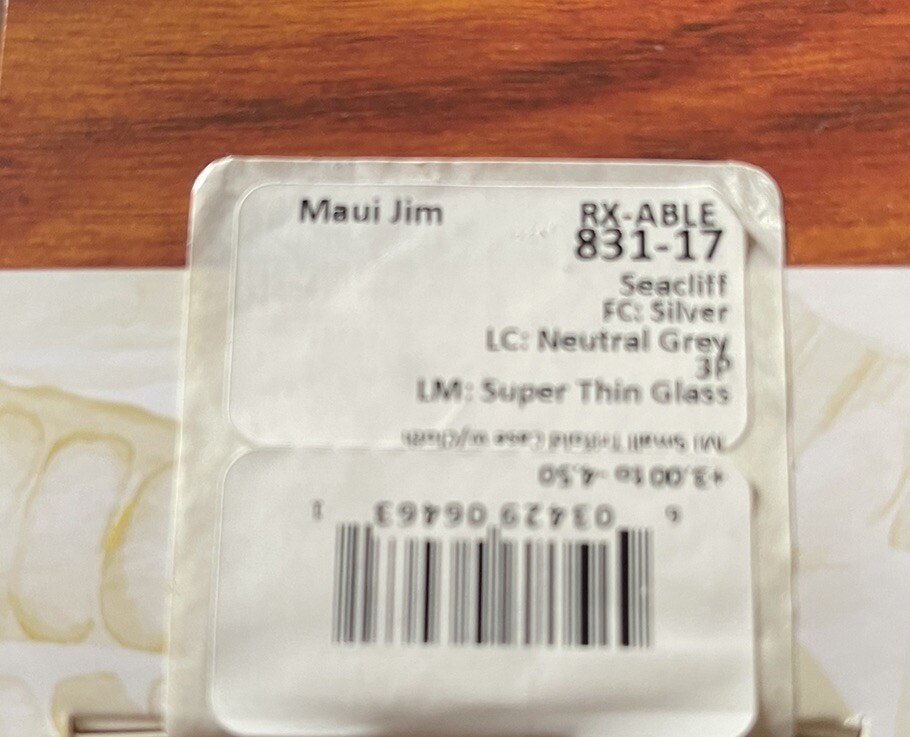 Maui Jim
RX-ABLE
831-17
Seacliff
FC: Silver
LC: Neutral Grey
3P
LM: Super Thin Glass
MJ Small Trifold Case w/Cloth
+3.00 to -4.50
6 03429 06463 1